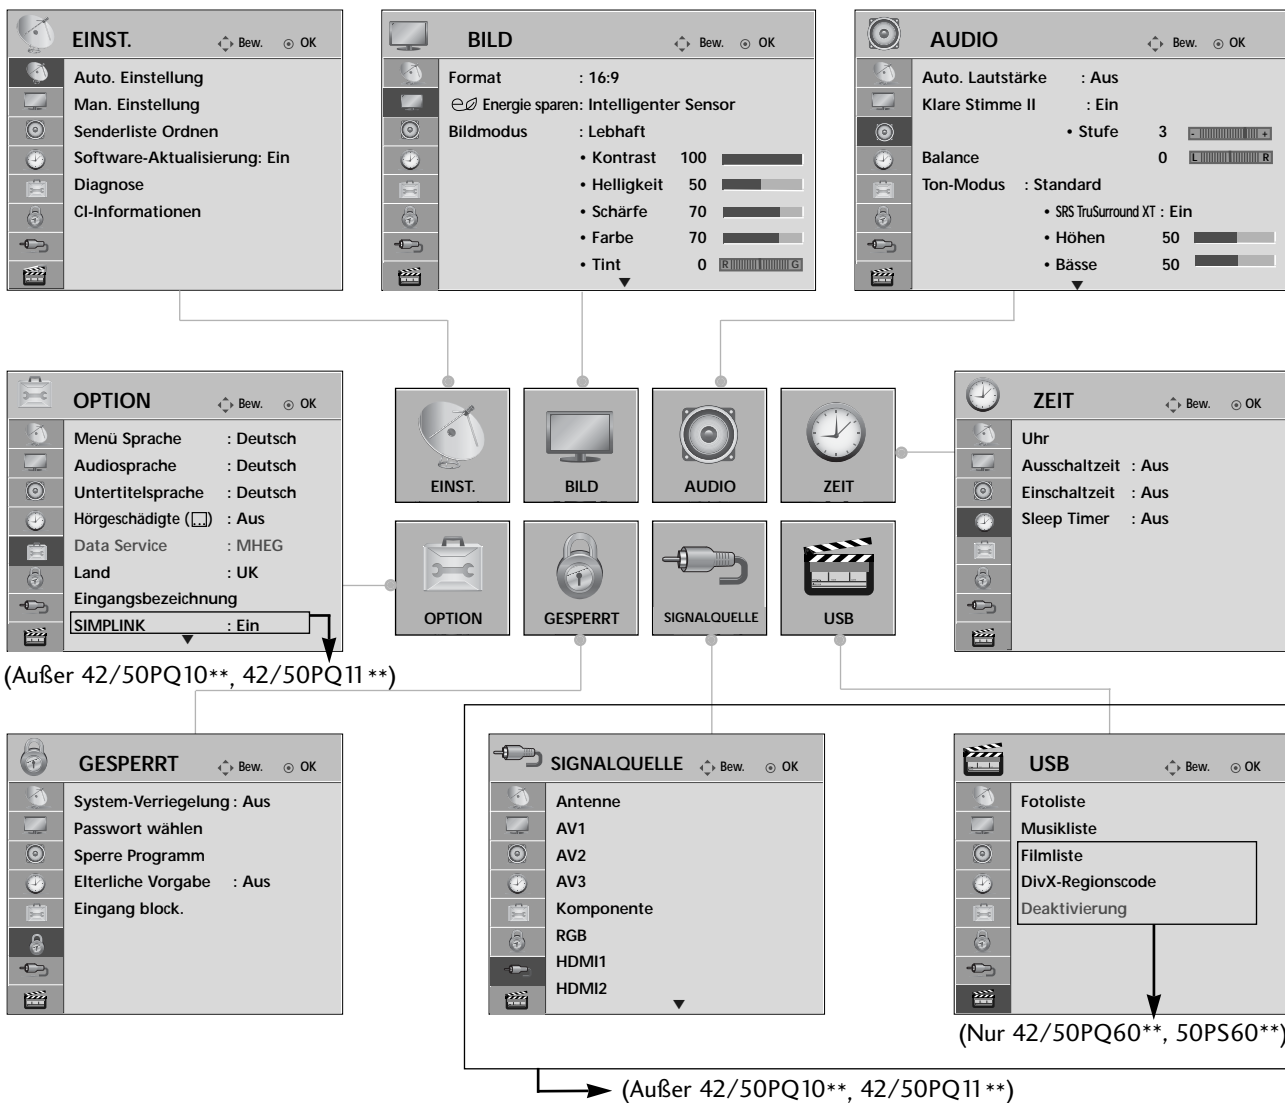 EINST. Bew. OK
Auto. Einstellung
Man. Einstellung
Senderliste Ordnen
Software-Aktualisierung: Ein
Diagnose
CI-Informationen
BILD Bew. OK
Format : 16:9
Energie sparen: Intelligenter Sensor
Bildmodus : Lebhaft
• Kontrast 100
• Helligkeit 50
• Schärfe 70
• Farbe 70
• Tint 0 R G
AUDIO Bew. OK
Auto. Lautstärke : Aus
Klare Stimme II : Ein
• Stufe 3 - +
Balance 0 L R
Ton-Modus : Standard
• SRS TruSurround XT : Ein
• Höhen 50
• Bässe 50
OPTION Bew. OK
Menü Sprache : Deutsch
Audiosprache : Deutsch
Untertitelsprache : Deutsch
Hörgeschädigte ( ) : Aus
Data Service : MHEG
Land : UK
Eingangsbezeichnung
SIMPLINK : Ein
(Außer 42/50PQ10**, 42/50PQ11**)
EINST.
BILD
AUDIO
ZEIT
OPTION
GESPERRT
SIGNALQUELLE
USB
ZEIT Bew. OK
Uhr
Ausschaltzeit : Aus
Einschaltzeit : Aus
Sleep Timer : Aus
GESPERRT Bew. OK
System-Verriegelung : Aus
Passwort wählen
Sperre Programm
Elterliche Vorgabe : Aus
Eingang block.
SIGNALQUELLE Bew. OK
Antenne
AV1
AV2
AV3
Komponente
RGB
HDMI1
HDMI2
USB Bew. OK
Fotoliste
Musikliste
Filmliste
DivX-Regionscode
Deaktivierung
(Nur 42/50PQ60**, 50PS60**)
(Außer 42/50PQ10**, 42/50PQ11**)